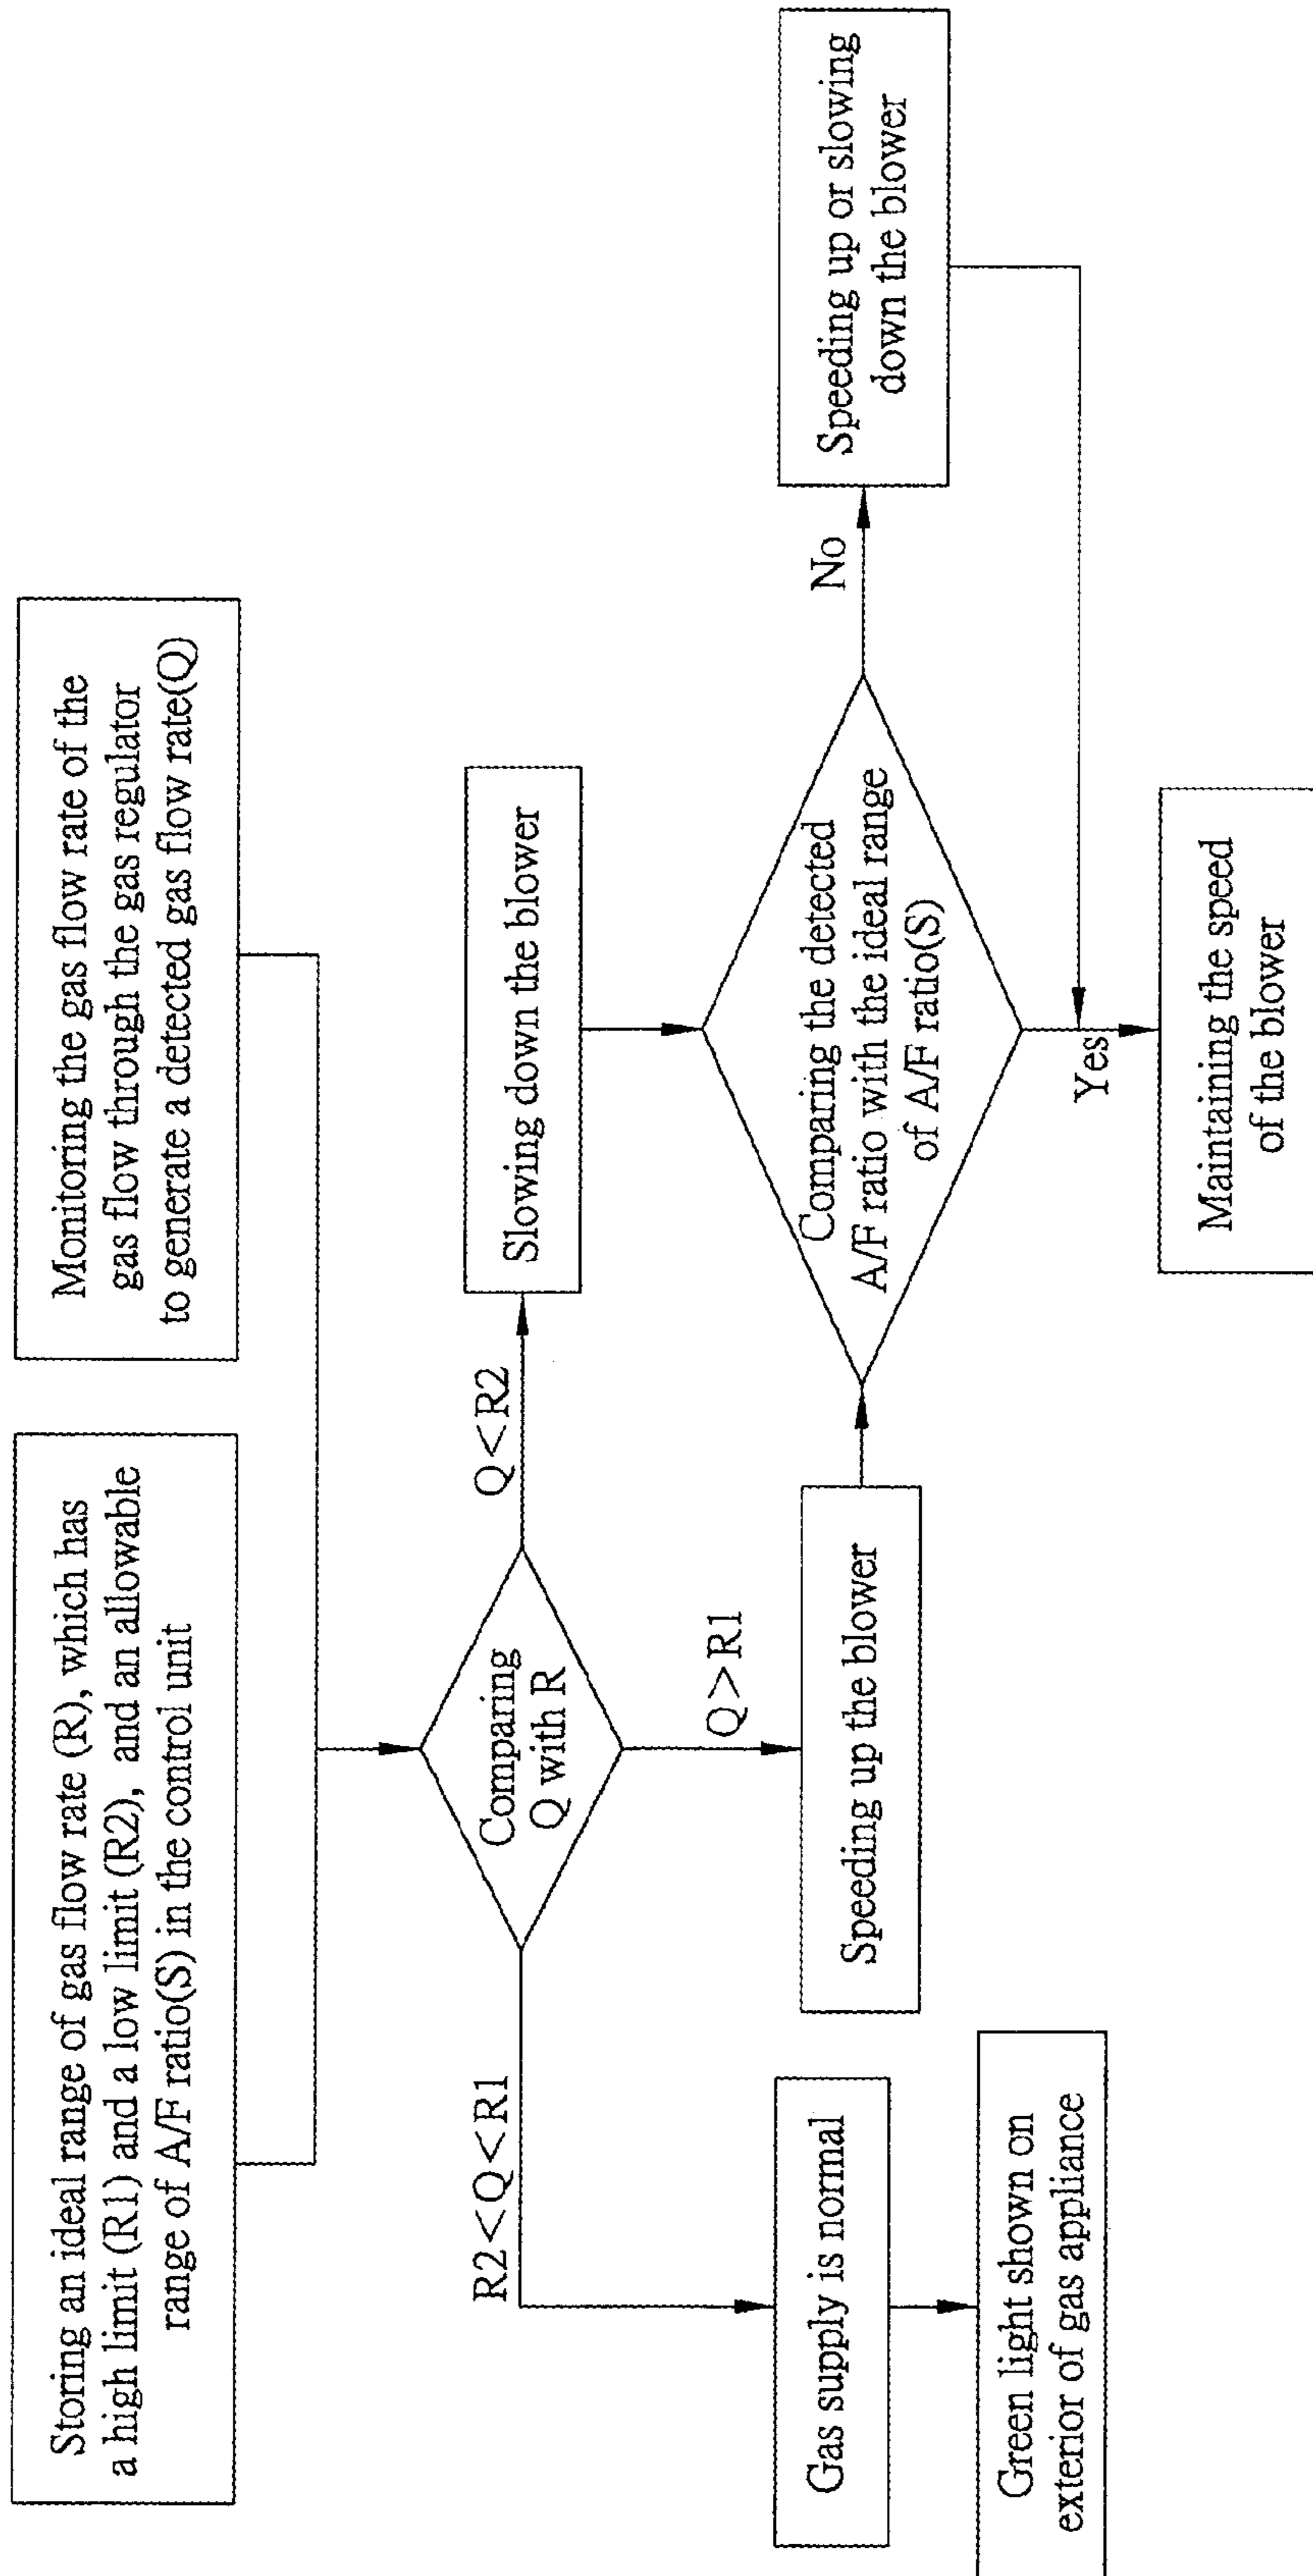 Storing an ideal range of gas flow rate (R), which has
a high limit (R1) and a low limit (R2), and an allowable
range of A/F ratio(S) in the control unit
Monitoring the gas flow rate of the
gas flow through the gas regulator
to generate a detected gas flow rate(Q)
Comparing
Q with R
R2<Q<R1
Q<R2
Q>R1
Slowing down the blower
Gas supply is normal
Speeding up the blower
Comparing the detected
A/F ratio with the ideal range
of A/F ratio(S)
No
Speeding up or slowing
down the blower
Green light shown on
exterior of gas appliance
Yes
Maintaining the speed
of the blower